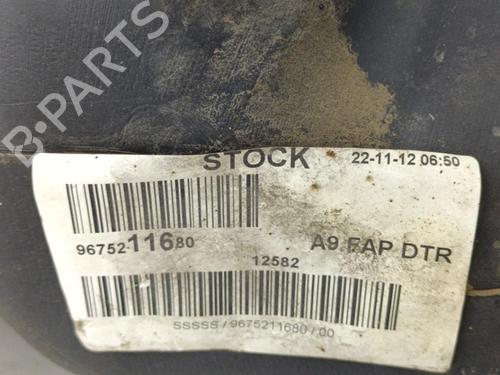 B-PARTS
STOCK 22-11-12 06:50
9675211680 A9 FAP DTR
12582
SSSSS / 9675211680 / 00